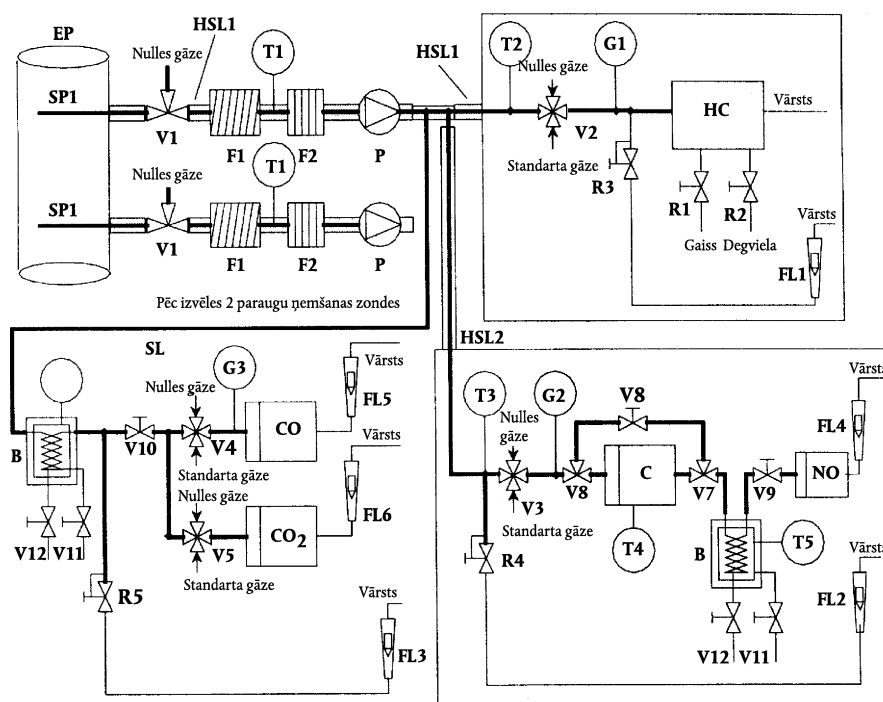 EP
HSL1
Nulles gāze
T1
SP1
V1
F1
F2
P
Nulles gāze
T1
SP1
V1
F1
F2
P
Pēc izvēles 2 paraugu ņemšanas zondes
HSL1
T2
G1
Nulles gāze
V2
Standarta gāze
HC
Vārsts
R3
R1
R2
Gaiss
Degviela
Vārsts
FL1
HSL2
SL
G3
Nulles gāze
Vārsts
FL5
CO
B
V10
V4
Standarta gāze
Nulles gāze
Vārsts
FL6
CO2
V5
Standarta gāze
V12
V11
R5
Vārsts
FL3
T3
Nulles gāze
G2
V8
Vārsts
FL4
C
V3
V8
V7
V9
NO
Standarta gāze
T4
B
T5
R4
Vārsts
FL2
V12
V11